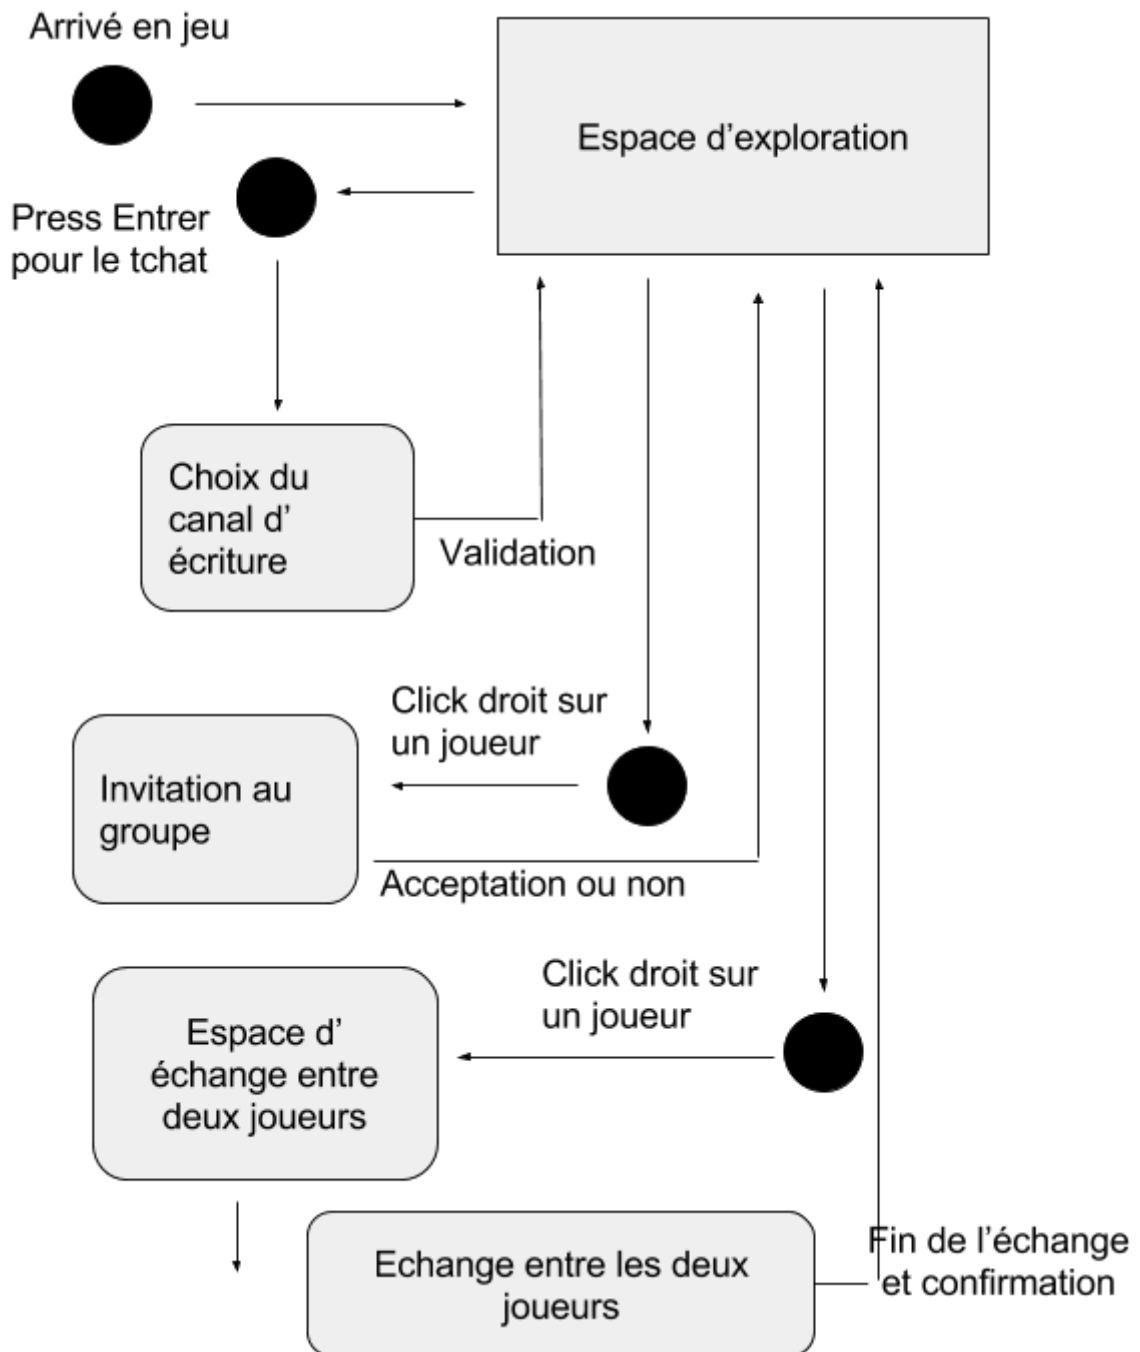 Arrivé en jeu
Espace d’exploration
Press Entrer
pour le tchat
Choix du
canal d’
écriture
Validation
Click droit sur
un joueur
Invitation au
groupe
Acceptation ou non
Click droit sur
un joueur
Espace d’
échange entre
deux joueurs
Echange entre les deux
joueurs
Fin de l’échange
et confirmation